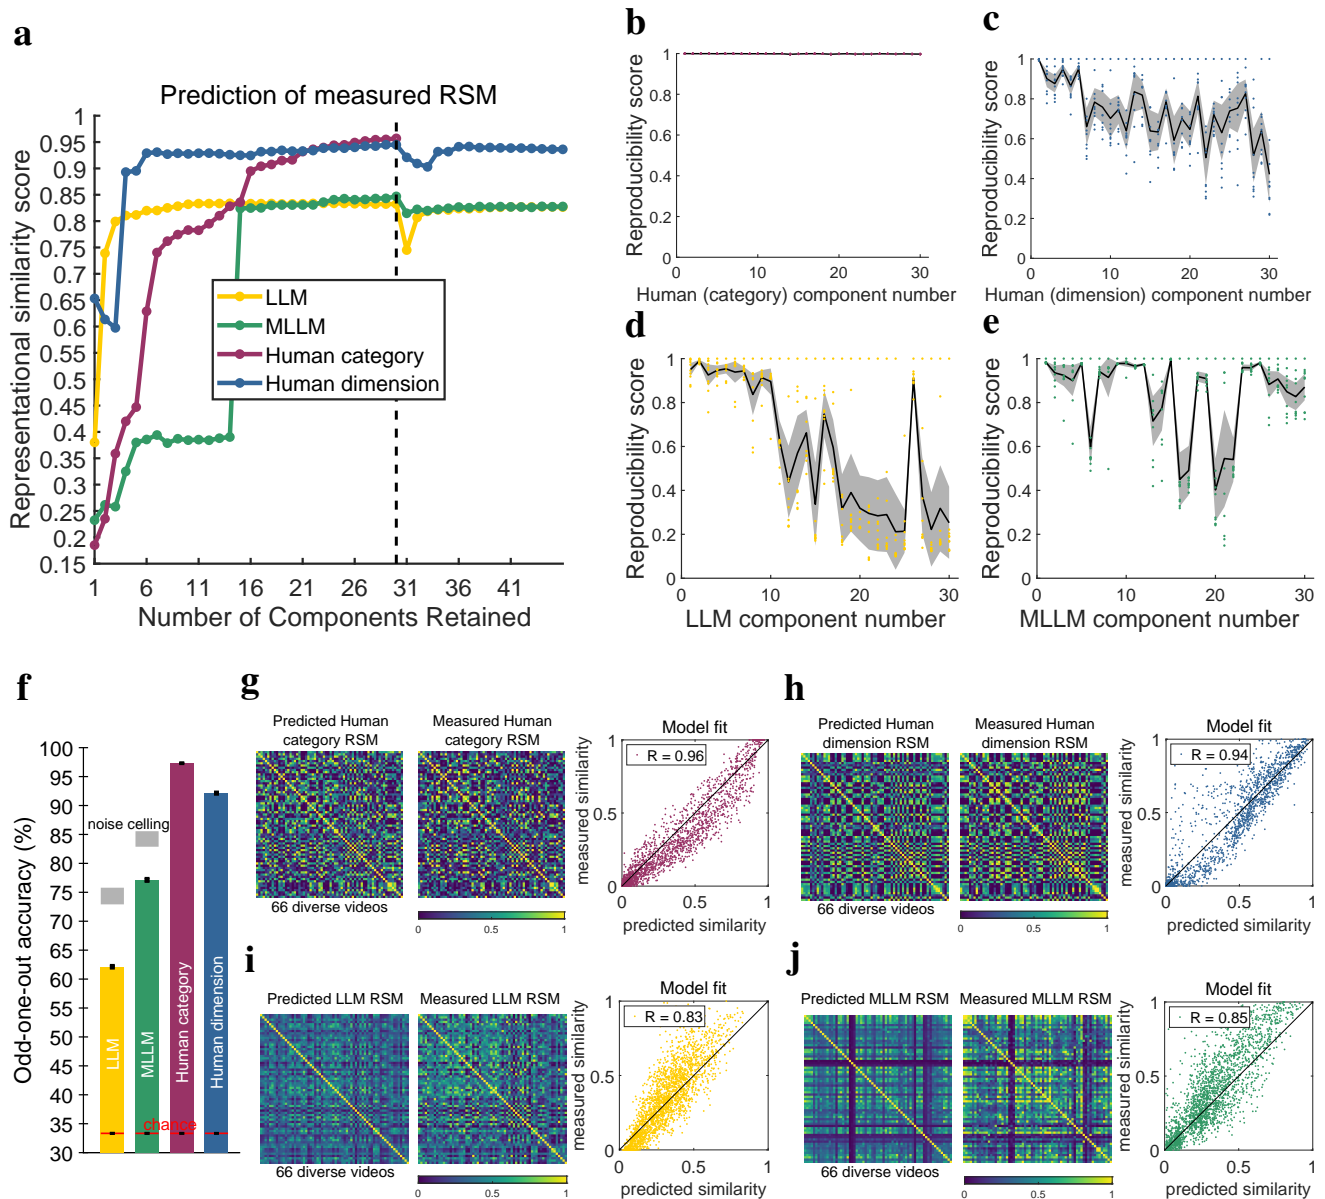 a
Prediction of measured RSM
Representational similarity score
1
0.95
0.9
0.85
0.8
0.75
0.7
0.65
0.6
0.55
0.5
0.45
0.4
0.35
0.3
0.25
0.2
0.15
LLM
MLLM
Human category
Human dimension
1 6 11 16 21 26 31 36 41
Number of Components Retained
b
Reproducibility score
1
0.8
0.6
0.4
0.2
0
0 10 20 30
Human (category) component number
c
Reproducibility score
1
0.8
0.6
0.4
0.2
0
0 10 20 30
Human (dimension) component number
d
Reproducibility score
1
0.8
0.6
0.4
0.2
0
0 10 20 30
LLM component number
e
Reproducibility score
1
0.8
0.6
0.4
0.2
0
0 10 20 30
MLLM component number
f
Odd-one-out accuracy (%)
100
95
90
85
80
75
70
65
60
55
50
45
40
35
30
noise celling
LLM
MLLM
Human category
Human dimension
chance
g
Predicted Human
category RSM
66 diverse videos
Measured Human
category RSM
0 0.5 1
Model fit
R = 0.96
measured similarity
1
0.5
0
0 0.5 1
predicted similarity
h
Predicted Human
dimension RSM
66 diverse videos
Measured Human
dimension RSM
0 0.5 1
Model fit
R = 0.94
measured similarity
1
0.5
0
0 0.5 1
predicted similarity
i
Predicted LLM RSM
66 diverse videos
Measured LLM RSM
0 0.5 1
Model fit
R = 0.83
measured similarity
1
0.5
0
0 0.5 1
predicted similarity
j
Predicted MLLM RSM
66 diverse videos
Measured MLLM RSM
0 0.5 1
Model fit
R = 0.85
measured similarity
1
0.5
0
0 0.5 1
predicted similarity